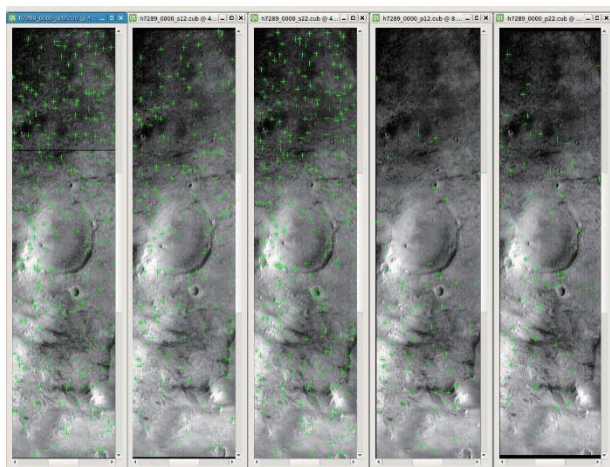 h7289_0000_s12.cub @ 4...
h7289_0000_s22.cub @ 4...
h7289_0000_p12.cub @ 8....
h7289_0000_p22.cub @ ...